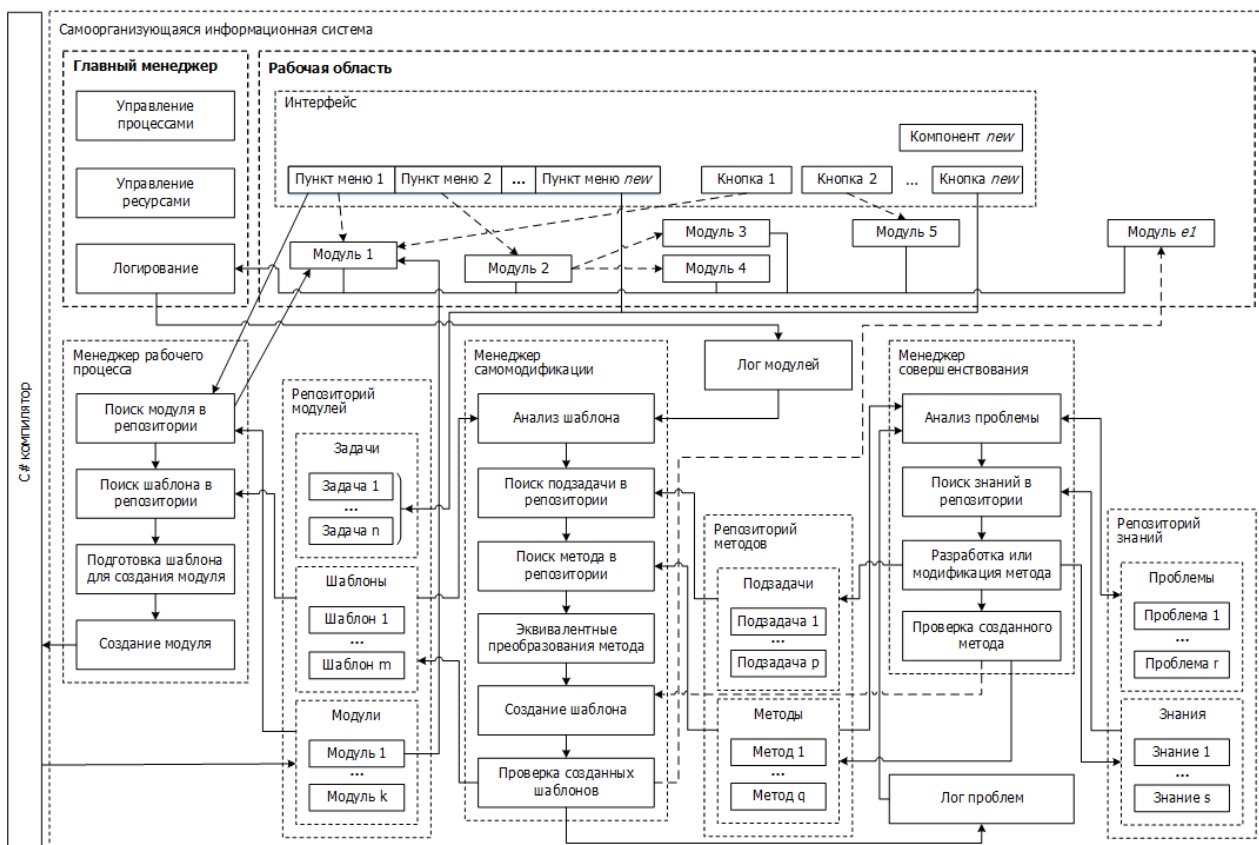 Самоорганизующаяся информационная система
C# компилятор
Главный менеджер
Управление
процессами
Управление
ресурсами
Логирование
Рабочая область
Интерфейс
Компонент new
Пункт меню 1
Пункт меню 2
...
Пункт меню new
Кнопка 1
Кнопка 2
...
Кнопка new
Модуль 1
Модуль 2
Модуль 3
Модуль 4
Модуль 5
Модуль e1
Менеджер рабочего
процесса
Поиск модуля в
репозитории
Поиск шаблона в
репозитории
Подготовка шаблона
для создания модуля
Создание модуля
Репозиторий
модулей
Задачи
Задача 1
...
Задача n
Шаблоны
Шаблон 1
...
Шаблон m
Модули
Модуль 1
...
Модуль k
Менеджер
самомодификации
Анализ шаблона
Поиск подзадачи в
репозитории
Поиск метода в
репозитории
Эквивалентные
преобразования метода
Создание шаблона
Проверка созданных
шаблонов
Лог модулей
Репозиторий
методов
Подзадачи
Подзадача 1
...
Подзадача p
Методы
Метод 1
...
Метод q
Менеджер
совершенствования
Анализ проблемы
Поиск знаний в
репозитории
Разработка или
модификация метода
Проверка созданного
метода
Лог проблем
Репозиторий
знаний
Проблемы
Проблема 1
...
Проблема r
Знания
Знание 1
...
Знание s